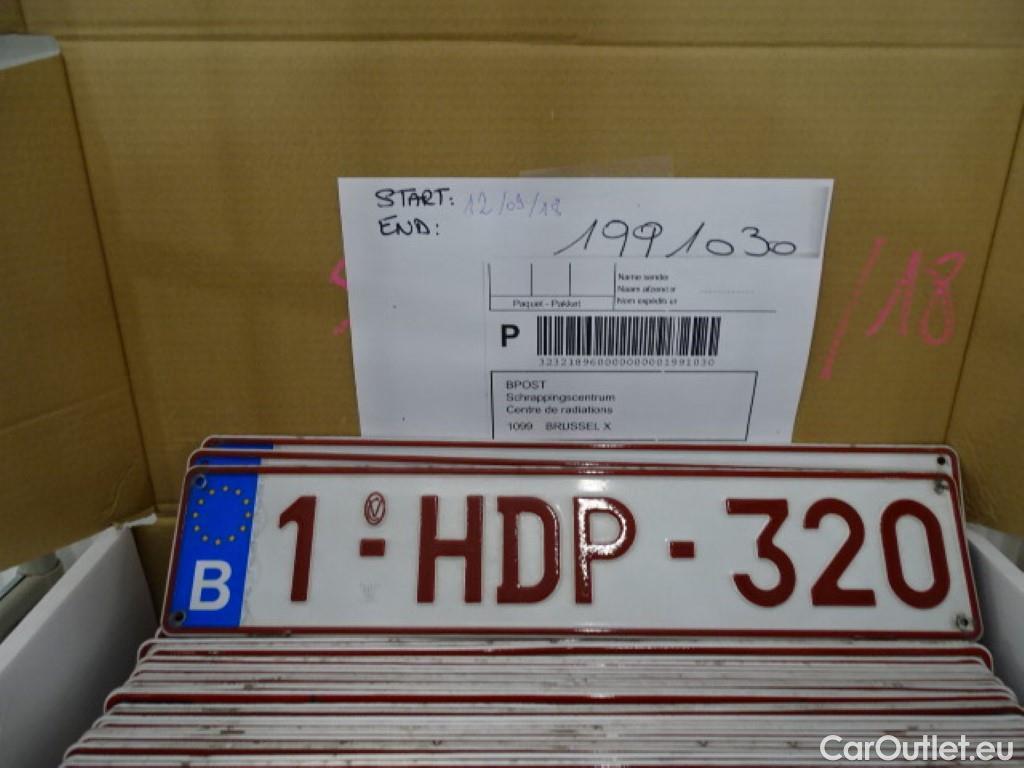 START: 12/09/18
END:
1991030
Name sender
Naam afzender
Nom expéditeur
Paquet - Pakket
P
3232189600000000001991030
BPOST
Schrappingscentrum
Centre de radiations
1099 BRUSSEL X
/18
B 1-HDP-320
CarOutlet.eu